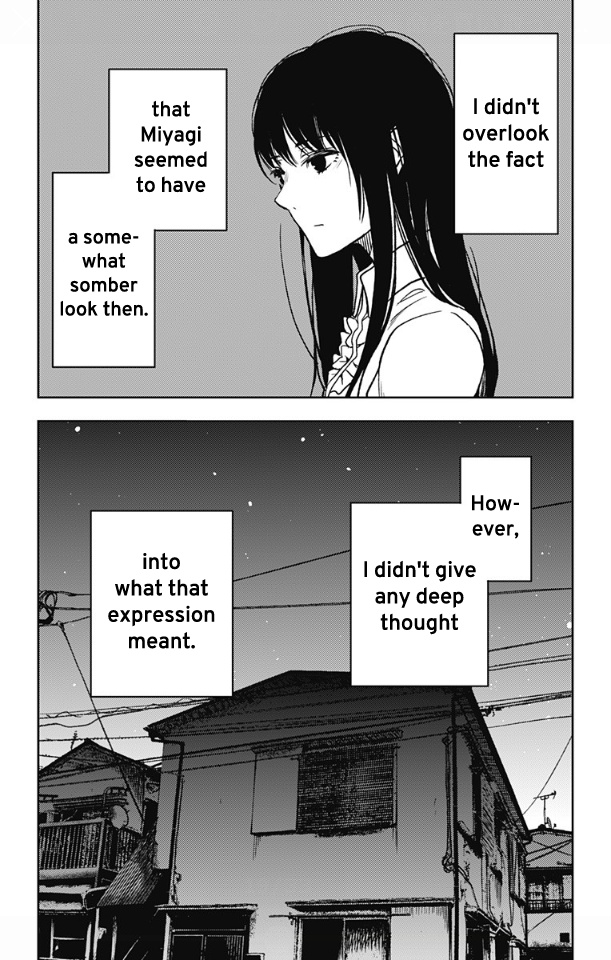 I didn't
overlook
the fact
that
Miyagi
seemed
to have
a some-
what
somber
look then.
How-
ever,
I didn't give
any deep
thought
into
what that
expression
meant.